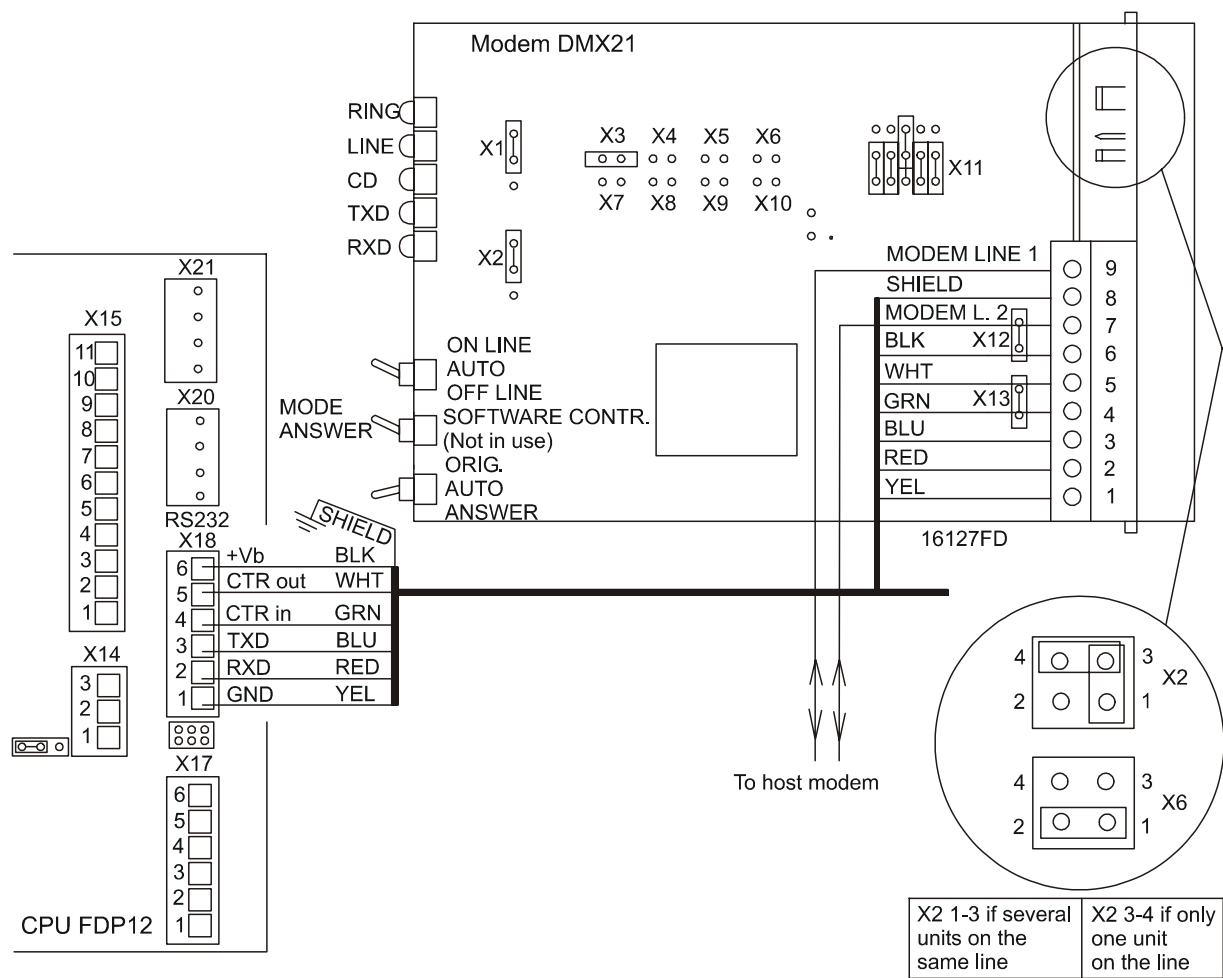 Modem DMX21
RING
LINE
CD
TXD
RXD
X1
X2
X3 X4 X5 X6
X7 X8 X9 X10
X11
MODEM LINE 1
SHIELD
MODEM L. 2
BLK
WHT
GRN
BLU
RED
YEL
X12
X13
9
8
7
6
5
4
3
2
1
16127FD
ON LINE
AUTO
OFF LINE
MODE
ANSWER
SOFTWARE CONTR.
(Not in use)
ORIG.
AUTO
ANSWER
X21
X20
RS232
X15
11
10
9
8
7
6
5
4
3
2
1
X14
3
2
1
X18
SHIELD
6 +Vb BLK
5 CTR out WHT
4 CTR in GRN
3 TXD BLU
2 RXD RED
1 GND YEL
X17
6
5
4
3
2
1
CPU FDP12
To host modem
4 3
X2
2 1
4 3
X6
2 1
X2 1-3 if several
units on the
same line
X2 3-4 if only
one unit
on the line